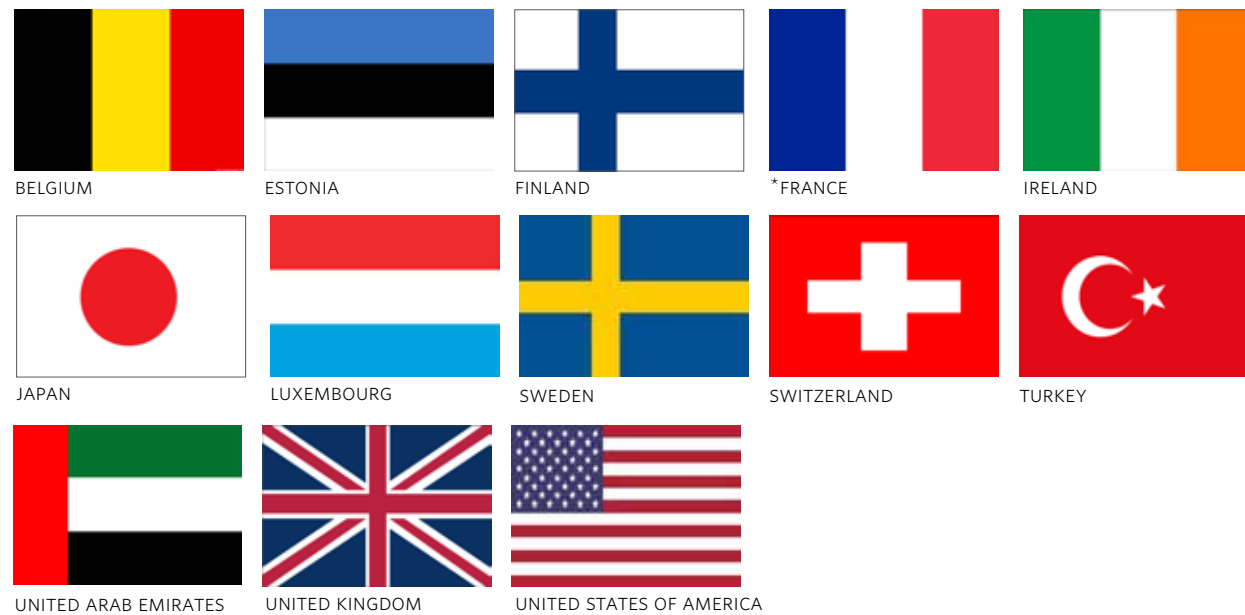 BELGIUM
ESTONIA
FINLAND
*FRANCE
IRELAND
JAPAN
LUXEMBOURG
SWEDEN
SWITZERLAND
TURKEY
UNITED ARAB EMIRATES
UNITED KINGDOM
UNITED STATES OF AMERICA